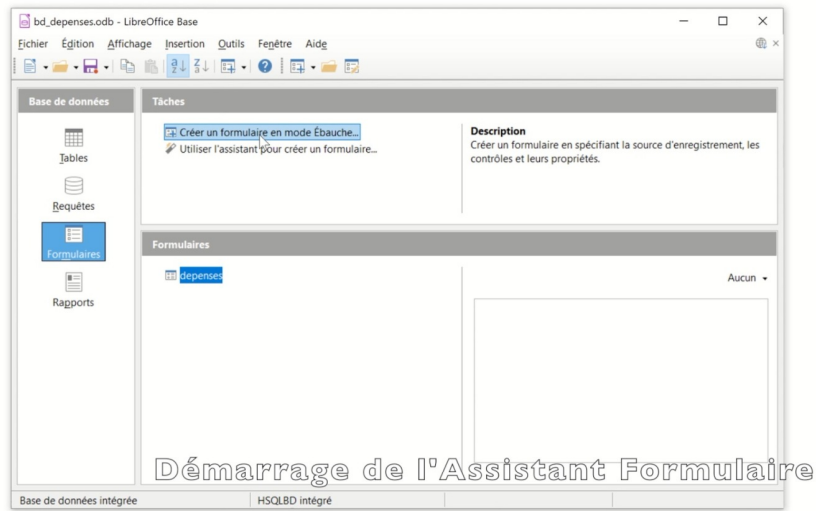 bd_depenses.odb - LibreOffice Base
Fichier Édition Affichage Insertion Outils Fenêtre Aide
Base de données
Tâches
Tables
Requêtes
Formulaires
Rapports
Créer un formulaire en mode Ébauche...
Utiliser l'assistant pour créer un formulaire...
Description
Créer un formulaire en spécifiant la source d'enregistrement, les
contrôles et leurs propriétés.
Formulaires
depenses
Aucun
Démarrage de l'Assistant Formulaire
Base de données intégrée
HSQLBD intégré